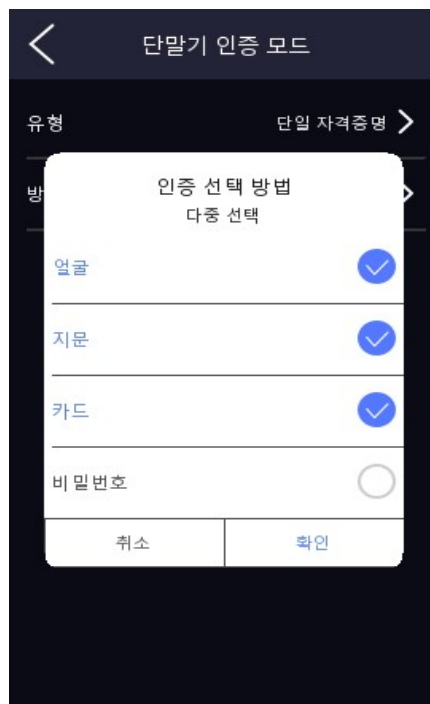 단말기 인증 모드
유형 단일 자격증명
방
인증 선택 방법
다중 선택
얼굴
지문
카드
비밀번호
취소 확인